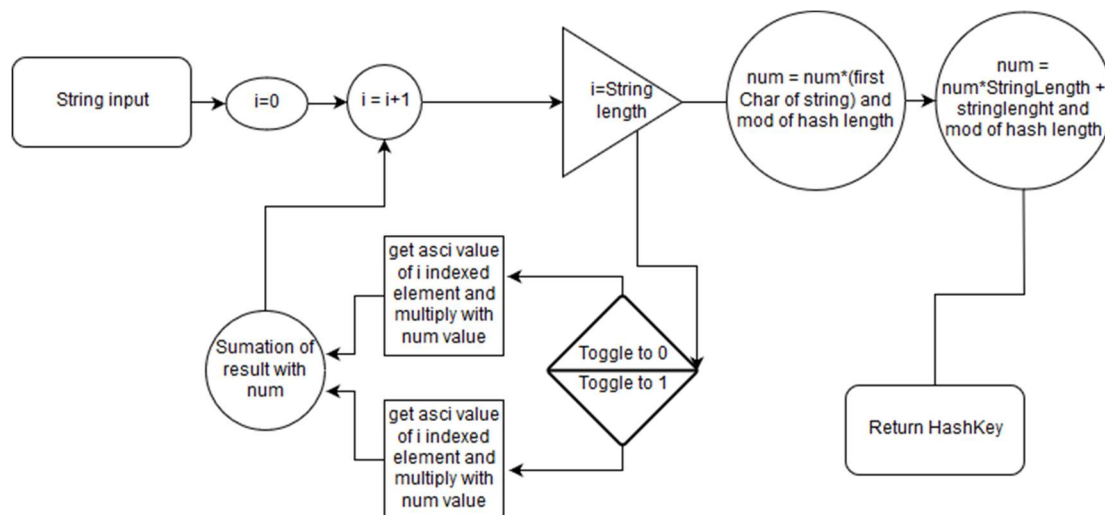 String input
i=0
i = i+1
i=String
length
num = num*(first
Char of string) and
mod of hash length
num =
num*StringLength +
stringlenght and
mod of hash length
get asci value
of i indexed
element and
multiply with
num value
Toggle to 0
Toggle to 1
Sumation of
result with
num
get asci value
of i indexed
element and
multiply with
num value
Return HashKey